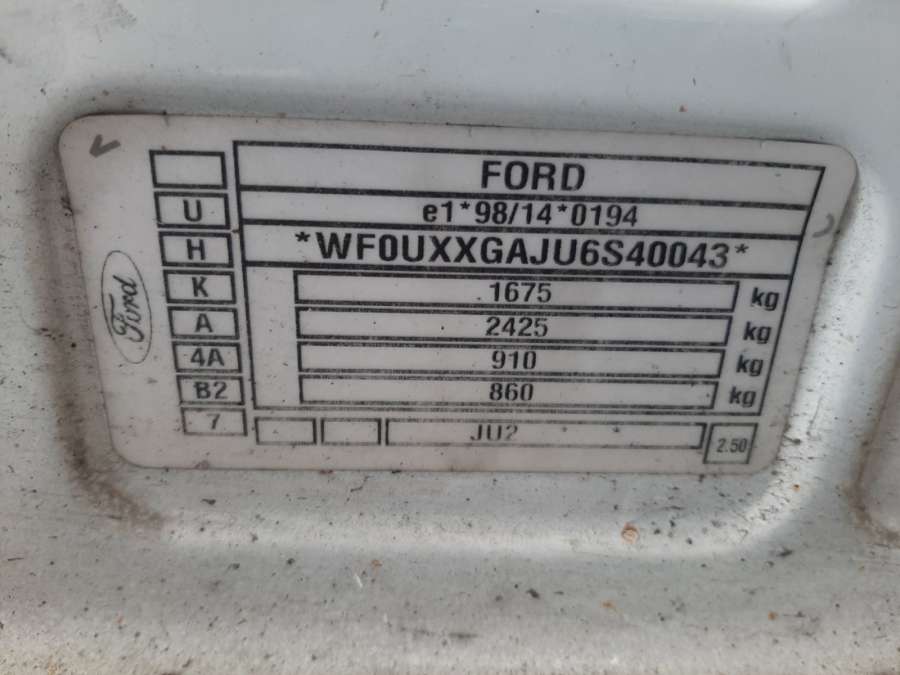 FORD
U e1*98/14*0194
H *WF0UXXGAJU6S40043*
K 1675 kg
A 2425 kg
4A 910 kg
B2 860 kg
7 JU2 * * 2.50
Ford